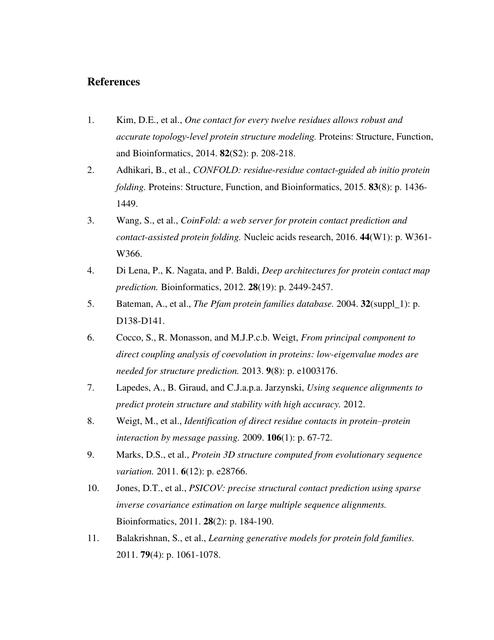 References
1. Kim, D.E., et al., One contact for every twelve residues allows robust and
accurate topology-level protein structure modeling. Proteins: Structure, Function,
and Bioinformatics, 2014. 82(S2): p. 208-218.
2. Adhikari, B., et al., CONFOLD: residue-residue contact-guided ab initio protein
folding. Proteins: Structure, Function, and Bioinformatics, 2015. 83(8): p. 1436-
1449.
3. Wang, S., et al., CoinFold: a web server for protein contact prediction and
contact-assisted protein folding. Nucleic acids research, 2016. 44(W1): p. W361-
W366.
4. Di Lena, P., K. Nagata, and P. Baldi, Deep architectures for protein contact map
prediction. Bioinformatics, 2012. 28(19): p. 2449-2457.
5. Bateman, A., et al., The Pfam protein families database. 2004. 32(suppl_1): p.
D138-D141.
6. Cocco, S., R. Monasson, and M.J.P.c.b. Weigt, From principal component to
direct coupling analysis of coevolution in proteins: low-eigenvalue modes are
needed for structure prediction. 2013. 9(8): p. e1003176.
7. Lapedes, A., B. Giraud, and C.J.a.p.a. Jarzynski, Using sequence alignments to
predict protein structure and stability with high accuracy. 2012.
8. Weigt, M., et al., Identification of direct residue contacts in protein–protein
interaction by message passing. 2009. 106(1): p. 67-72.
9. Marks, D.S., et al., Protein 3D structure computed from evolutionary sequence
variation. 2011. 6(12): p. e28766.
10. Jones, D.T., et al., PSICOV: precise structural contact prediction using sparse
inverse covariance estimation on large multiple sequence alignments.
Bioinformatics, 2011. 28(2): p. 184-190.
11. Balakrishnan, S., et al., Learning generative models for protein fold families.
2011. 79(4): p. 1061-1078.